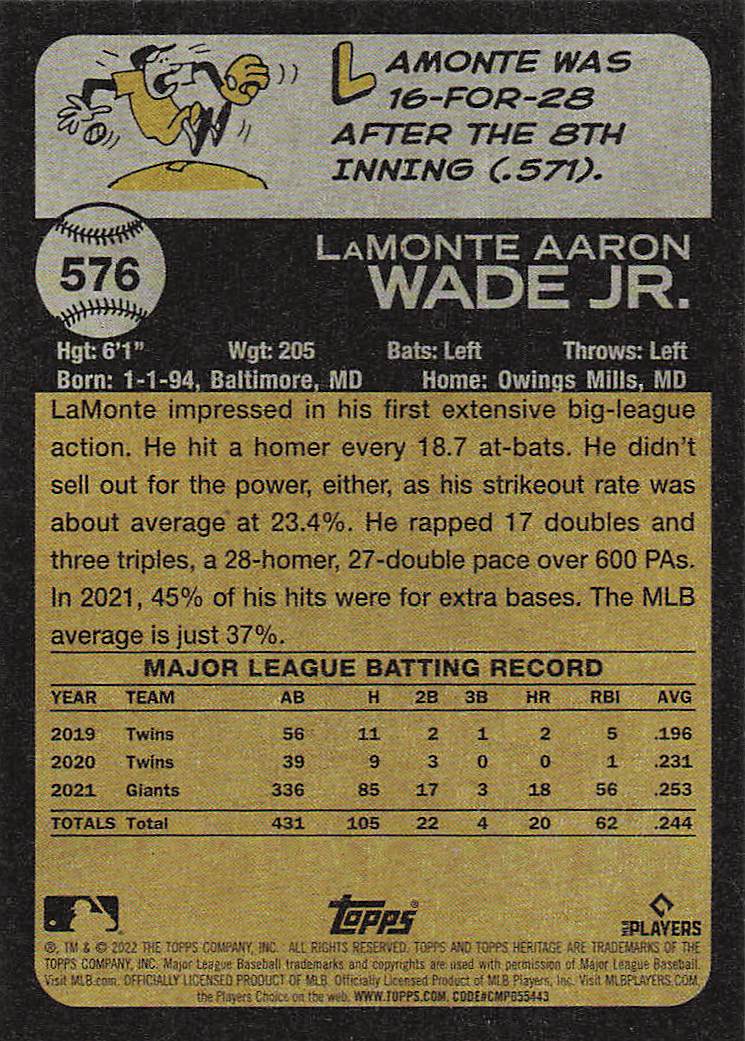 LAMONTE WAS
16-FOR-28
AFTER THE 8TH
INNING (.571).
576
LaMONTE AARON
WADE JR.
Hgt: 6'1" Wgt: 205 Bats: Left Throws: Left
Born: 1-1-94, Baltimore, MD Home: Owings Mills, MD
LaMonte impressed in his first extensive big-league
action. He hit a homer every 18.7 at-bats. He didn't
sell out for the power, either, as his strikeout rate was
about average at 23.4%. He rapped 17 doubles and
three triples, a 28-homer, 27-double pace over 600 PAs.
In 2021, 45% of his hits were for extra bases. The MLB
average is just 37%.
MAJOR LEAGUE BATTING RECORD
YEAR TEAM AB H 2B 3B HR RBI AVG
2019 Twins 56 11 2 1 2 5 .196
2020 Twins 39 9 3 0 0 1 .231
2021 Giants 336 85 17 3 18 56 .253
TOTALS Total 431 105 22 4 20 62 .244
Topps® MLB PLAYERS
®, TM & © 2022 THE TOPPS COMPANY, INC. ALL RIGHTS RESERVED. TOPPS AND TOPPS HERITAGE ARE TRADEMARKS OF THE
TOPPS COMPANY, INC. Major League Baseball trademarks and copyrights are used with permission of Major League Baseball.
Visit MLB.com. OFFICIALLY LICENSED PRODUCT OF MLB. Officially Licensed Product of MLB Players, Inc. Visit MLBPLAYERS.COM,
the Players Choice on the web. WWW.TOPPS.COM. CODE#CMP055443